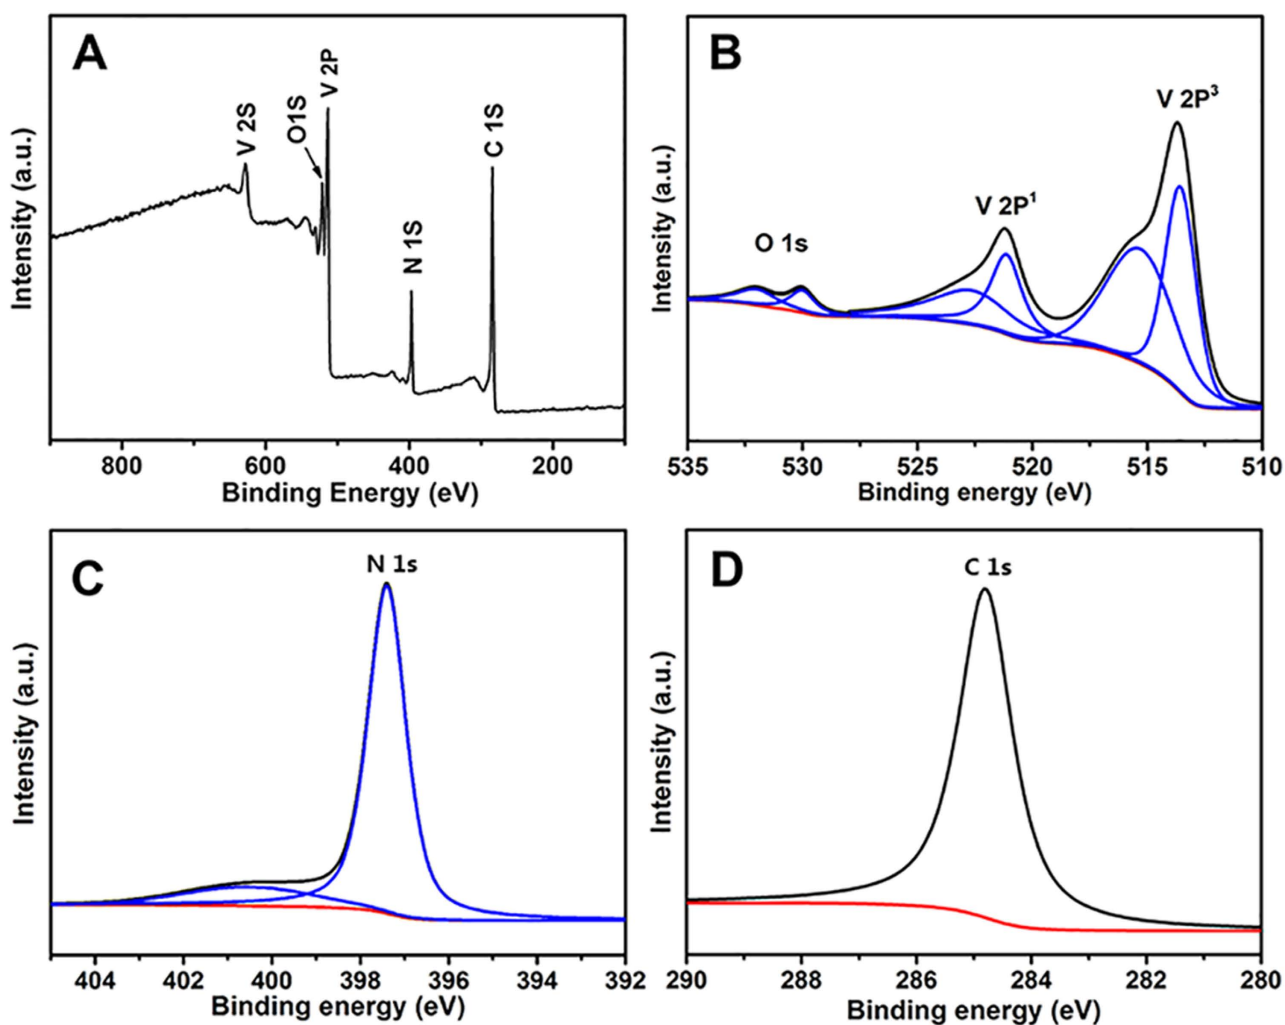 A
V 2S
O1S
V 2P
N 1S
C 1S
Intensity (a.u.)
800 600 400 200
Binding Energy (eV)
B
O 1s
V 2P¹
V 2P³
Intensity (a.u.)
535 530 525 520 515 510
Binding energy (eV)
C
N 1s
Intensity (a.u.)
404 402 400 398 396 394 392
Binding energy (eV)
D
C 1s
Intensity (a.u.)
290 288 286 284 282 280
Binding energy (eV)